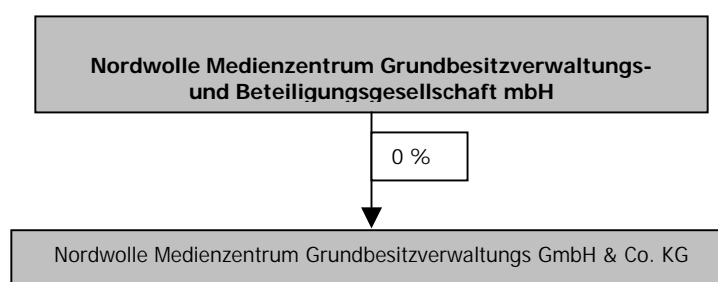 Nordwolle Medienzentrum Grundbesitzverwaltungs-
und Beteiligungsgesellschaft mbH
0 %
Nordwolle Medienzentrum Grundbesitzverwaltungs GmbH & Co. KG